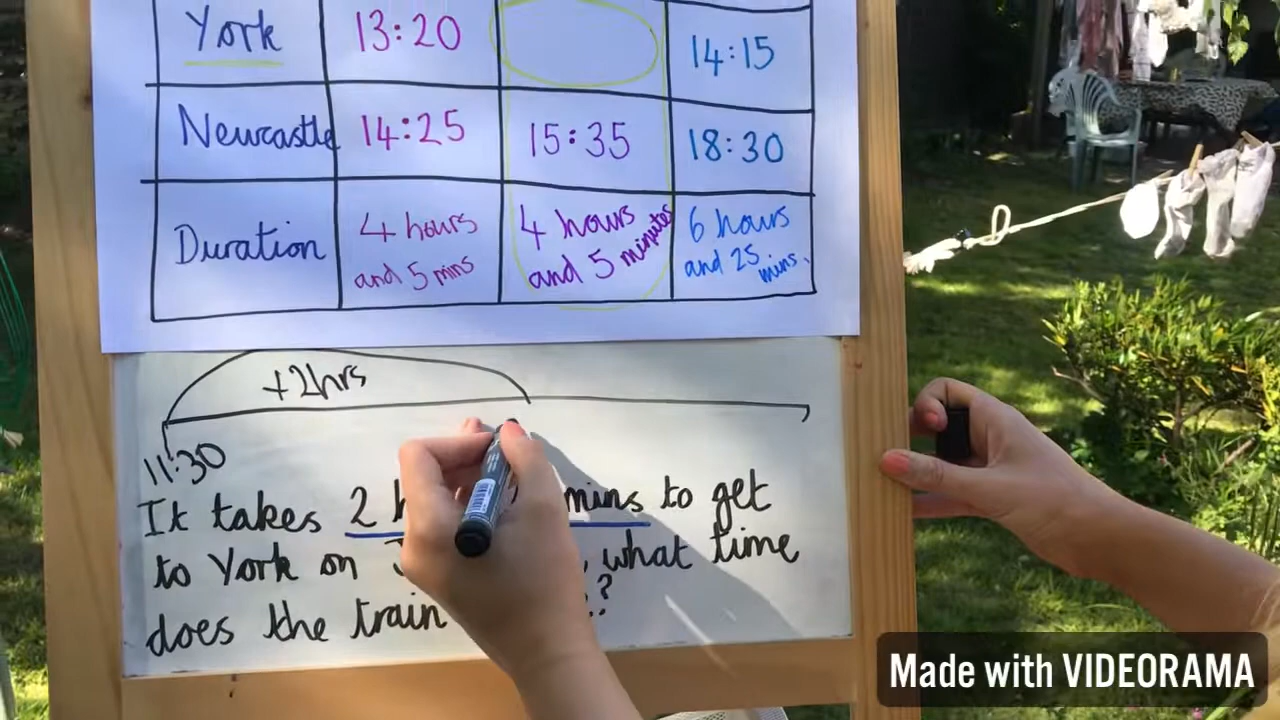 York 13:20 14:15
Newcastle 14:25 15:35 18:30
Duration 4 hours and 5 mins 4 hours and 5 minutes 6 hours and 25 mins.
+2hrs
11:30
It takes 2 mins to get
to York on what time
does the train ?
Made with VIDEORAMA